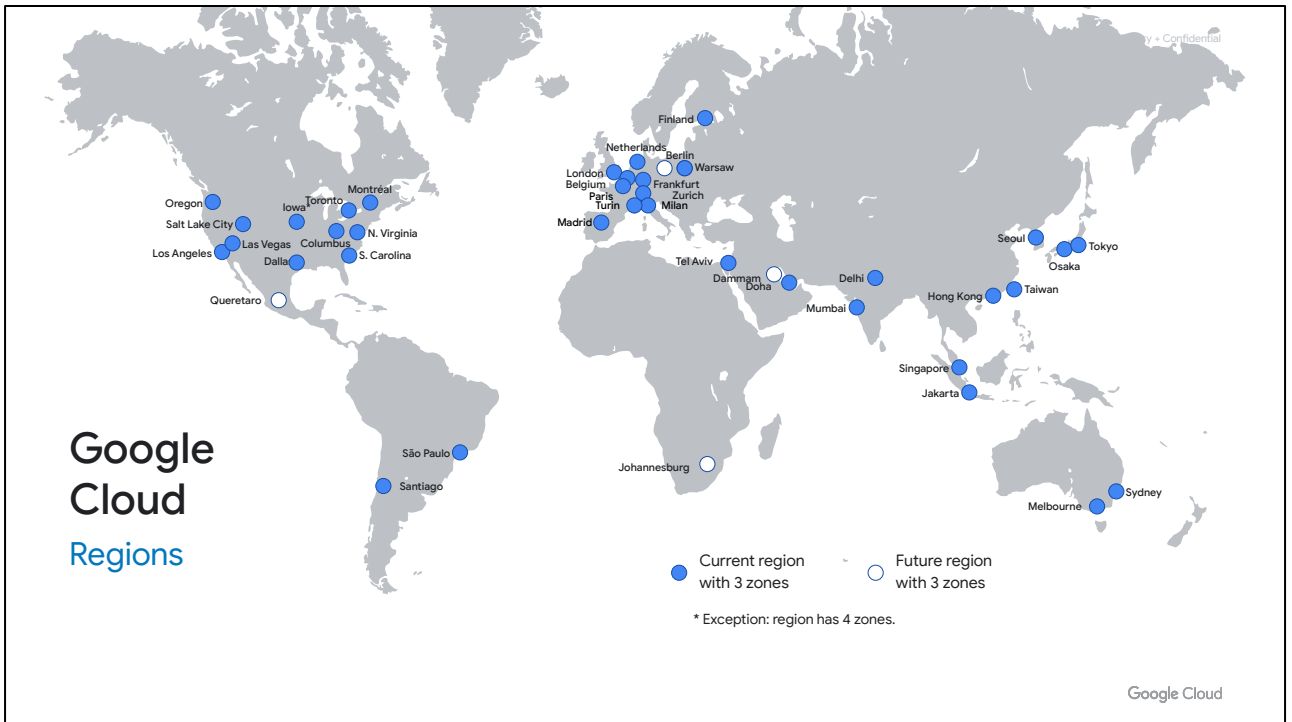 y + Confidential
Finland
Netherlands
Berlin
Warsaw
London
Belgium
Frankfurt
Paris
Zurich
Turin
Milan
Madrid
Montréal
Oregon
Toronto
Iowa*
Salt Lake City
N. Virginia
Las Vegas
Columbus
Los Angeles
Dalla
S. Carolina
Queretaro
Tel Aviv
Dammam
Doha
Delhi
Mumbai
Seoul
Tokyo
Osaka
Hong Kong
Taiwan
Singapore
Jakarta
São Paulo
Santiago
Johannesburg
Sydney
Melbourne
Google
Cloud
Regions
Current region
with 3 zones
Future region
with 3 zones
* Exception: region has 4 zones.
Google Cloud